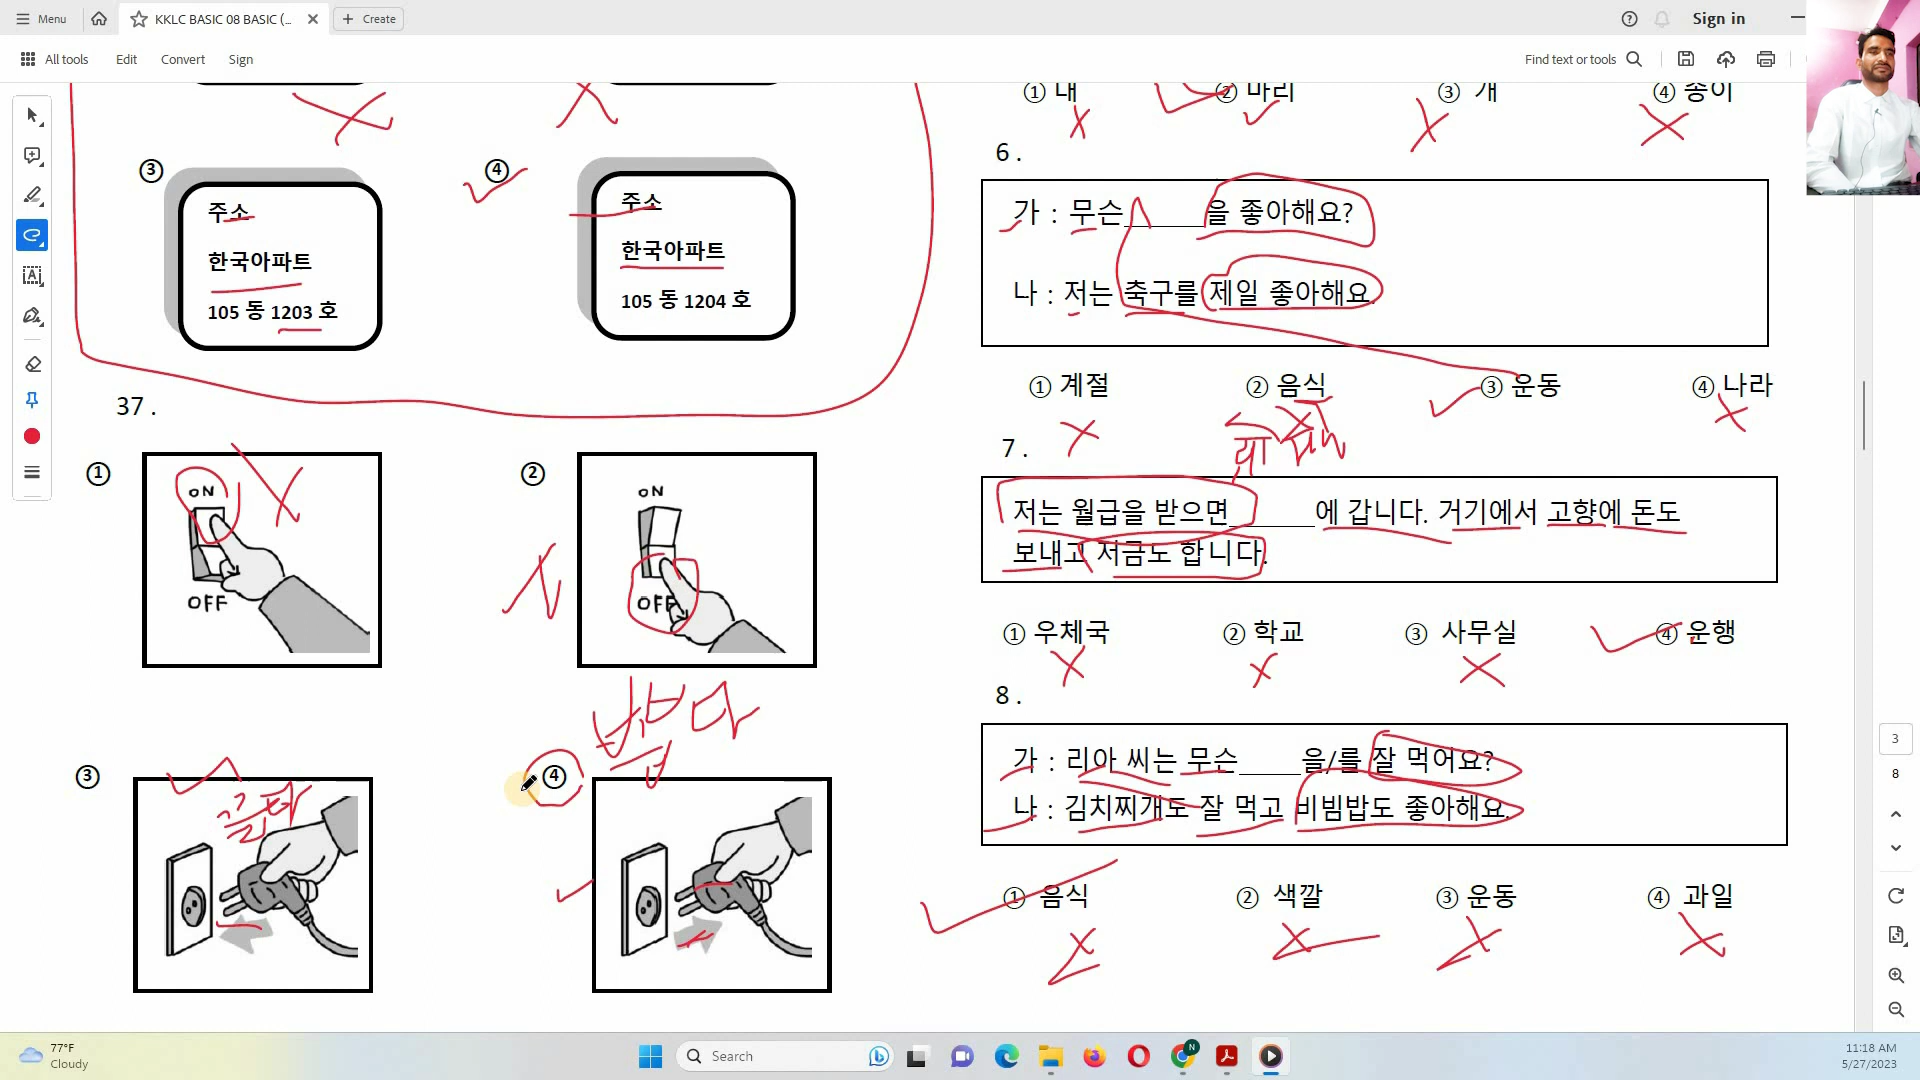 Menu
KKLC BASIC 08 BASIC (...
Create
Sign in
All tools
Edit
Convert
Sign
Find text or tools
③
주소
한국아파트
105 동 1203 호
④
주소
한국아파트
105 동 1204 호
37 .
①
ON
OFF
②
ON
OFF
③
④
뽑다
① 대 ② 마리 ③ 개 ④ 송이
6 .
가 : 무슨______을 좋아해요?
나 : 저는 축구를 제일 좋아해요.
① 계절 ② 음식 ③ 운동 ④ 나라
7 .
저는 월급을 받으면______에 갑니다. 거기에서 고향에 돈도
보내고 저금도 합니다.
① 우체국 ② 학교 ③ 사무실 ④ 은행
8 .
가 : 리아 씨는 무슨_____을/를 잘 먹어요?
나 : 김치찌개도 잘 먹고 비빔밥도 좋아해요.
① 음식 ② 색깔 ③ 운동 ④ 과일
3
8
77°F
Cloudy
Search
N
11:18 AM
5/27/2023